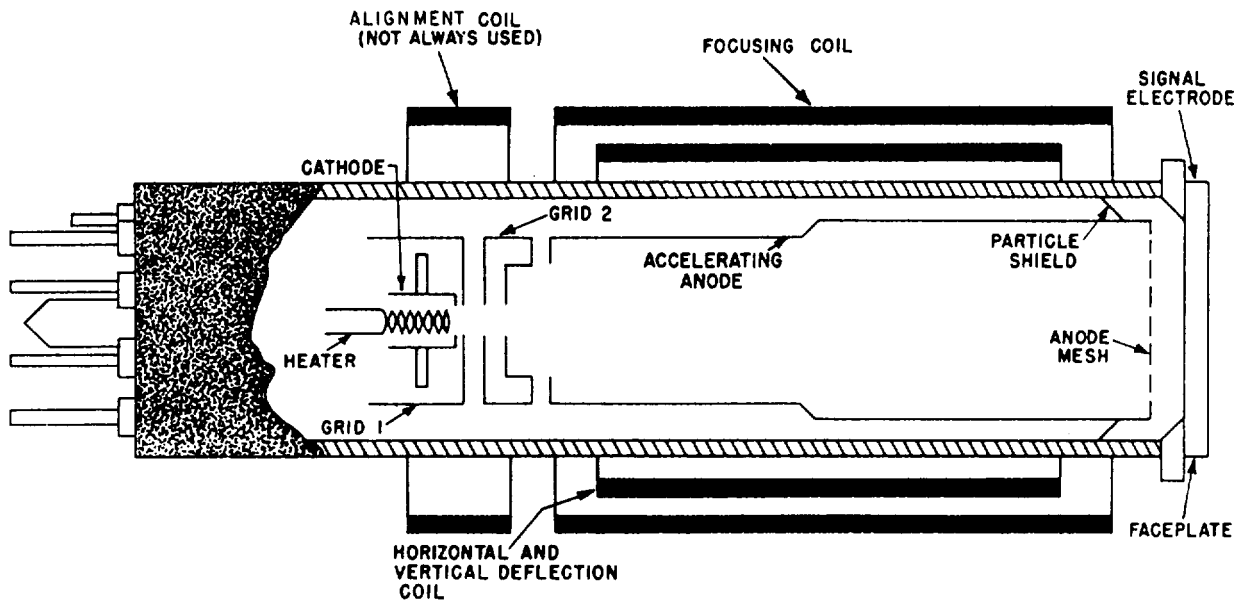 ALIGNMENT COIL
(NOT ALWAYS USED)
FOCUSING COIL
SIGNAL
ELECTRODE
CATHODE
GRID 2
ACCELERATING
ANODE
PARTICLE
SHIELD
HEATER
ANODE
MESH
GRID 1
HORIZONTAL AND
VERTICAL DEFLECTION
COIL
FACEPLATE